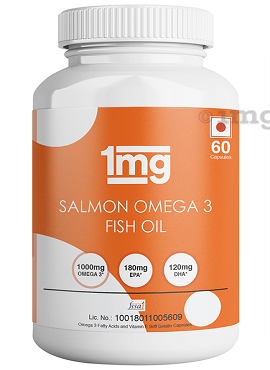 1mg
60
Capsules
1mg
SALMON OMEGA 3
FISH OIL
1000mg
OMEGA 3*
180mg
EPA*
120mg
DHA*
fssai
Lic. No.: 10018011005609
Omega 3 Fatty Acids and Vitamin E Soft Gelatin Capsules